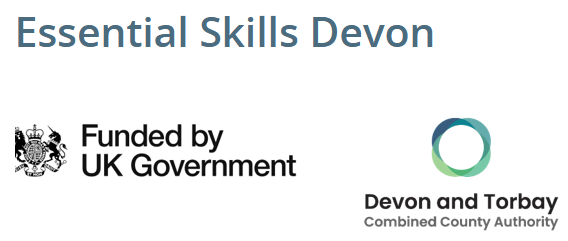 Essential Skills Devon
Funded by
UK Government
Devon and Torbay
Combined County Authority